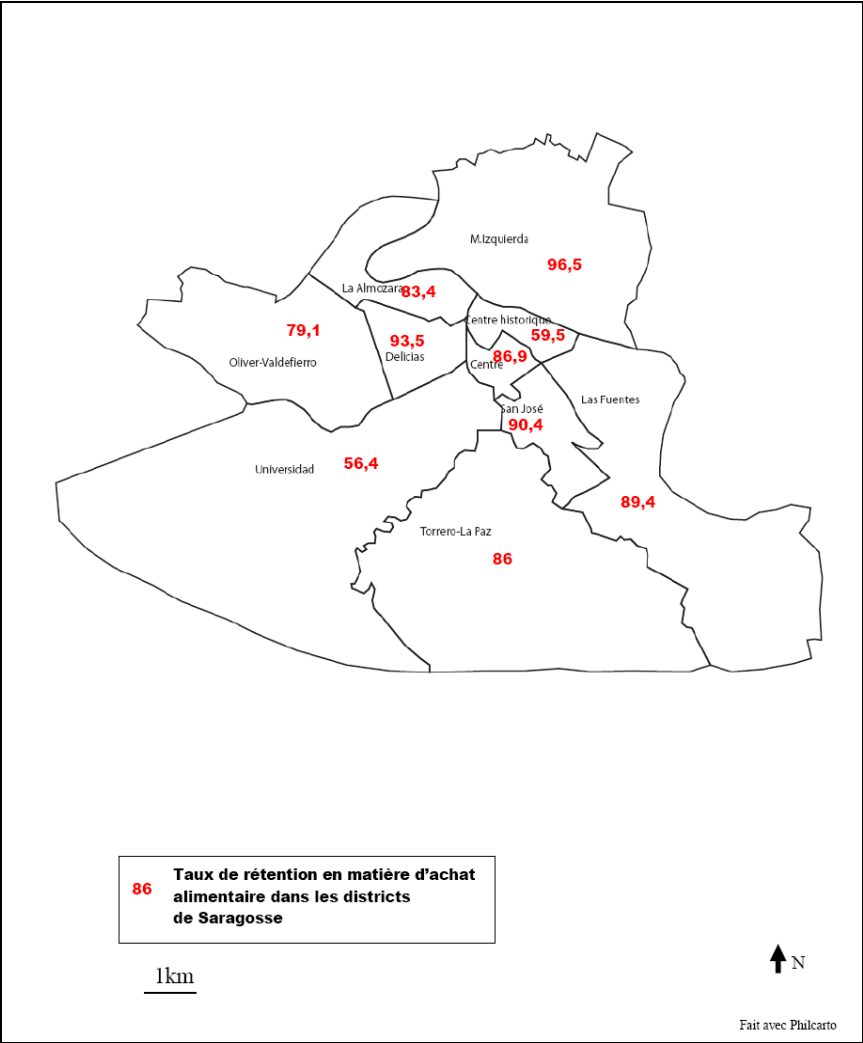 M.Izquierda
96,5
La Almozara
83,4
Centre historique
59,5
79,1
93,5
86,9
Oliver-Valdefierro
Delicias
Centre
Las Fuentes
San José
90,4
Universidad
56,4
89,4
Torrero-La Paz
86
86
Taux de rétention en matière d'achat
alimentaire dans les districts
de Saragosse
1km
N
Fait avec Philcarto